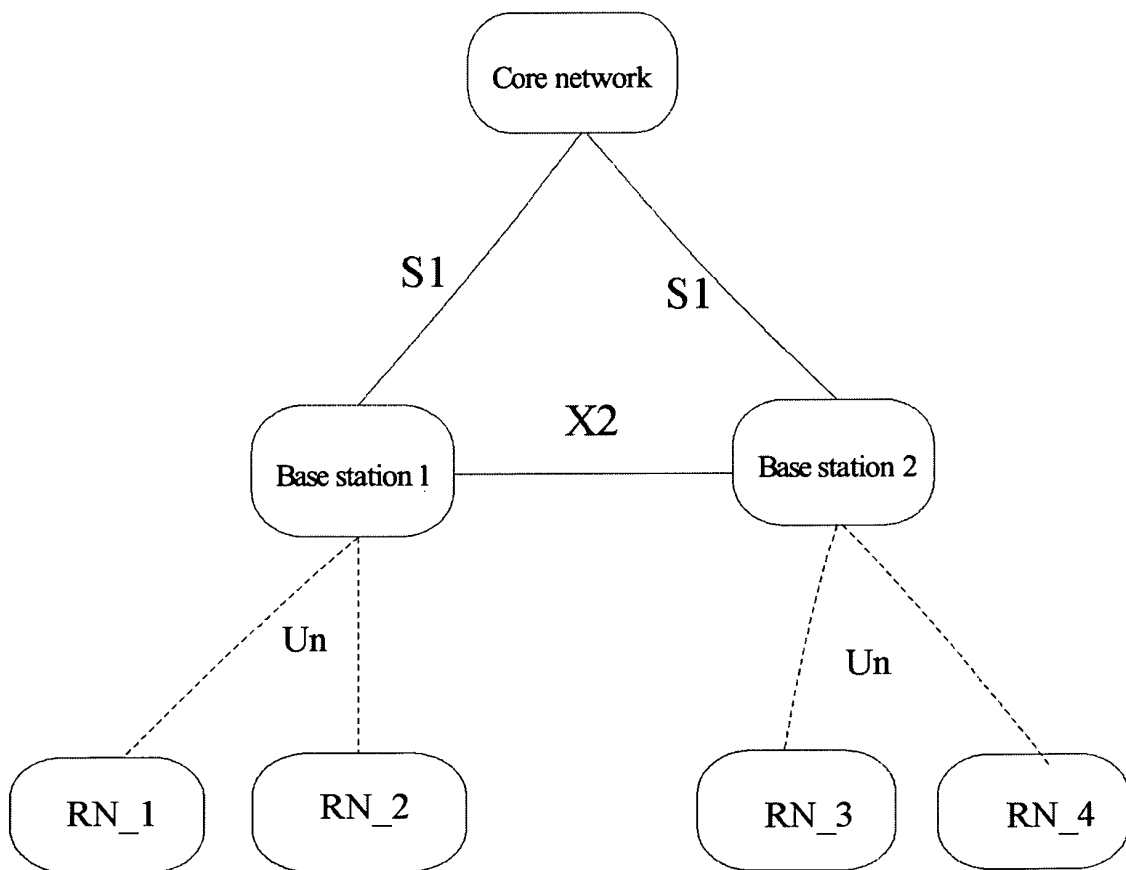 Core network
S1
S1
X2
Base station 1
Base station 2
Un
Un
RN_1
RN_2
RN_3
RN_4